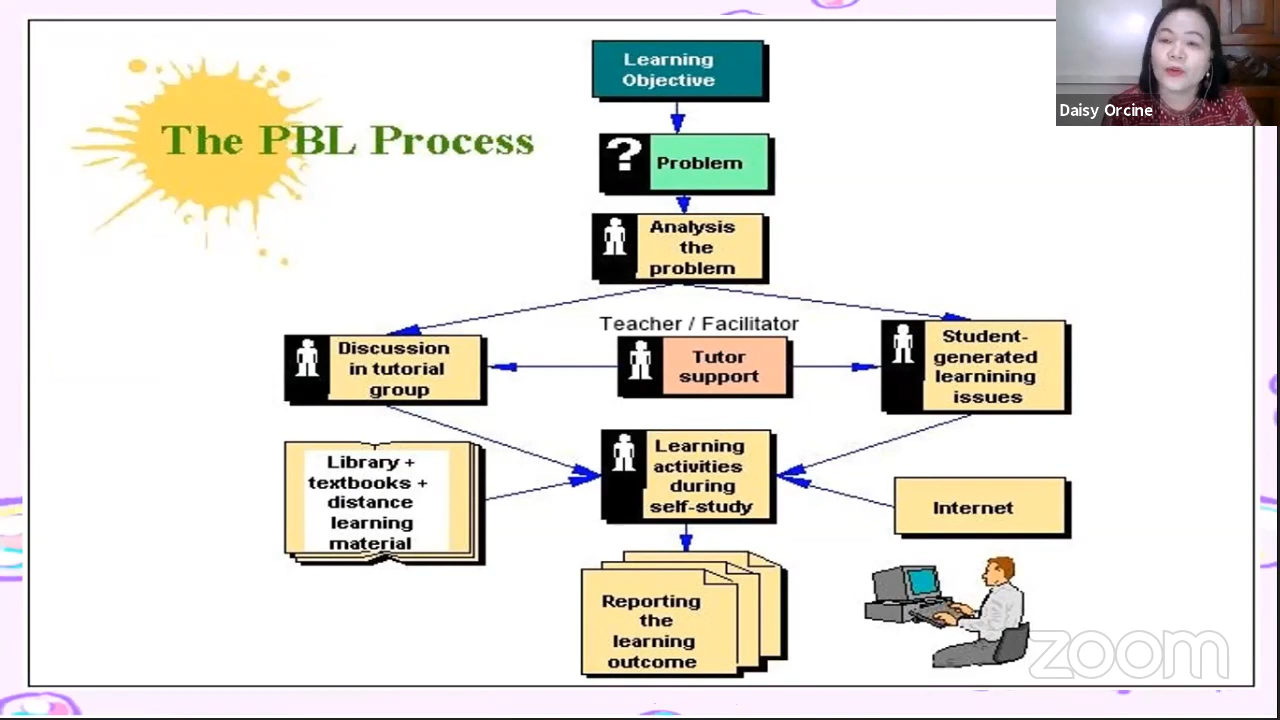 Daisy Orcine
The PBL Process
Learning
Objective
?
Problem
Analysis
the
problem
Teacher / Facilitator
Discussion
in tutorial
group
Tutor
support
Student-
generated
learnining
issues
Library +
textbooks +
distance
learning
material
Learning
activities
during
self-study
Internet
Reporting
the
learning
outcome
zoom